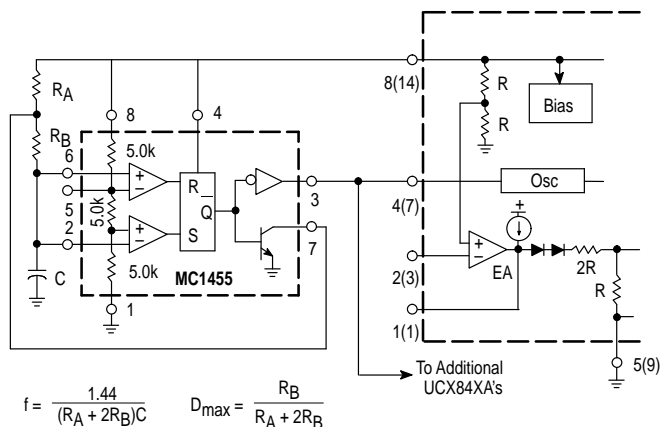 R_A
8(14)
R
Bias
R_B
8
4
R
6
5.0k
+
−
R
5
5.0k
Q̅
3
4(7)
Osc
2
+
−
S
7
+
+
−
EA
2R
C
5.0k
MC1455
2(3)
R
1
1(1)
To Additional
UCX84XA's
5(9)
f = 1.44 / (R_A + 2R_B)C D_max = R_B / R_A + 2R_B